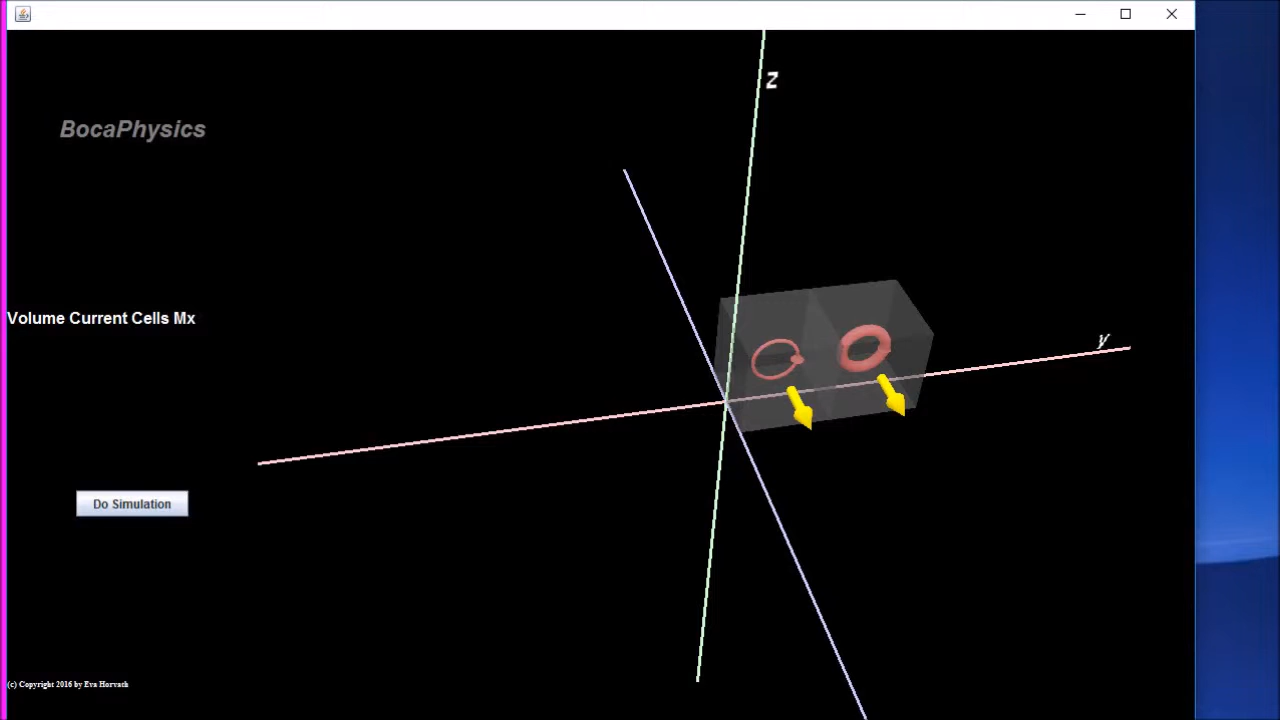 z
BocaPhysics
Volume Current Cells Mx
y
Do Simulation
(c) Copyright 2016 by Eva Horvath